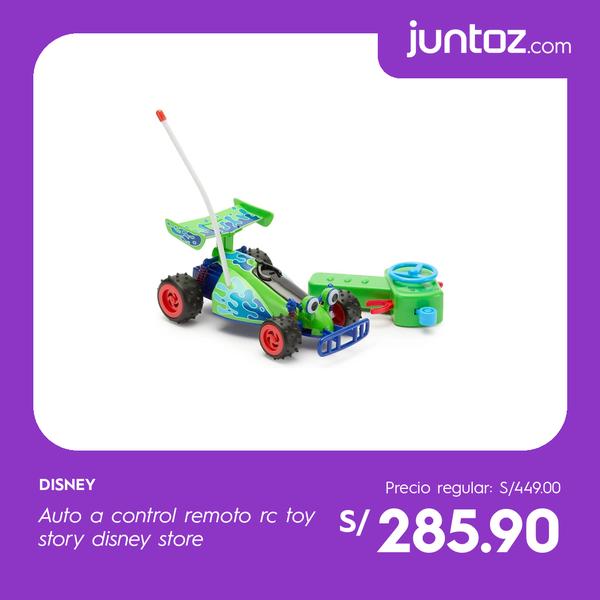 juntoz.com
DISNEY
Auto a control remoto rc toy
story disney store
Precio regular: S/449.00
S/285.90